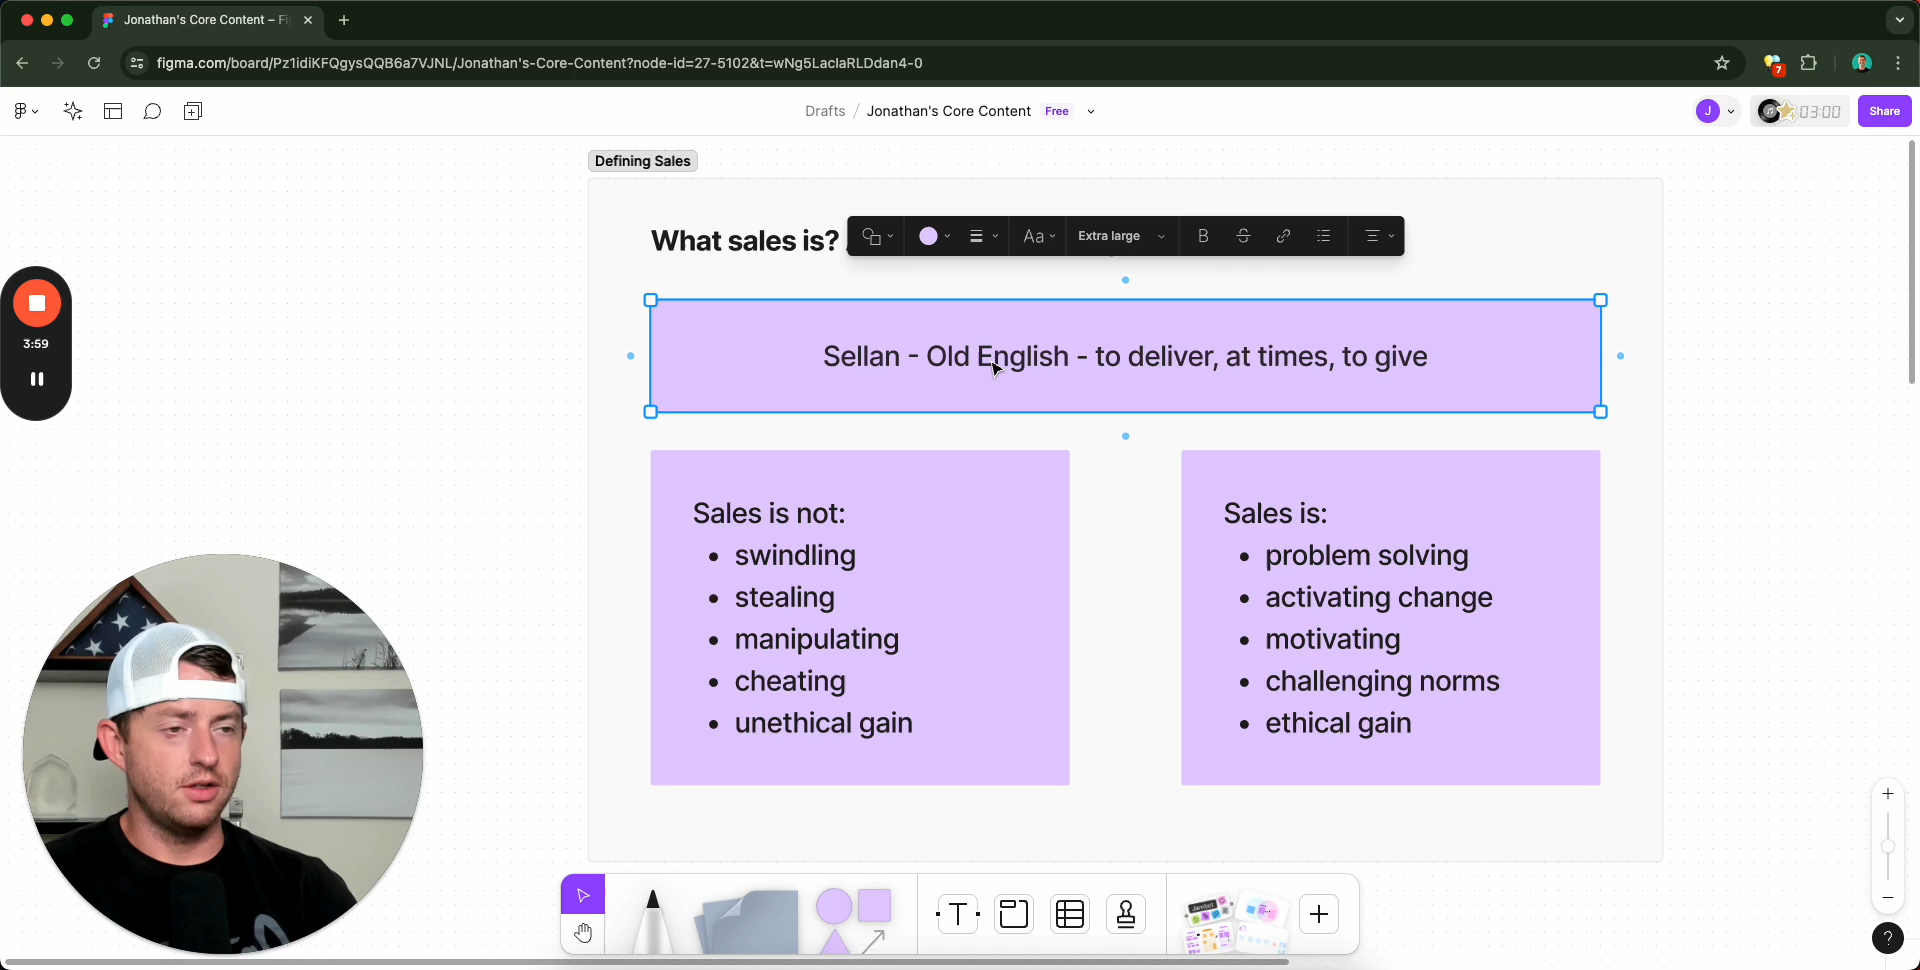 Jonathan's Core Content – Fi
figma.com/board/Pz1idiKFQgysQQB6a7VJNL/Jonathan's-Core-Content?node-id=27-5102&t=wNg5LaclaRLDdan4-0
7
Drafts / Jonathan's Core Content Free
J
03:00
Share
Defining Sales
What sales is?
Aa
Extra large
B
S
3:59
Sellan - Old English - to deliver, at times, to give
Sales is not:
• swindling
• stealing
• manipulating
• cheating
• unethical gain
Sales is:
• problem solving
• activating change
• motivating
• challenging norms
• ethical gain
T
Jambot
?